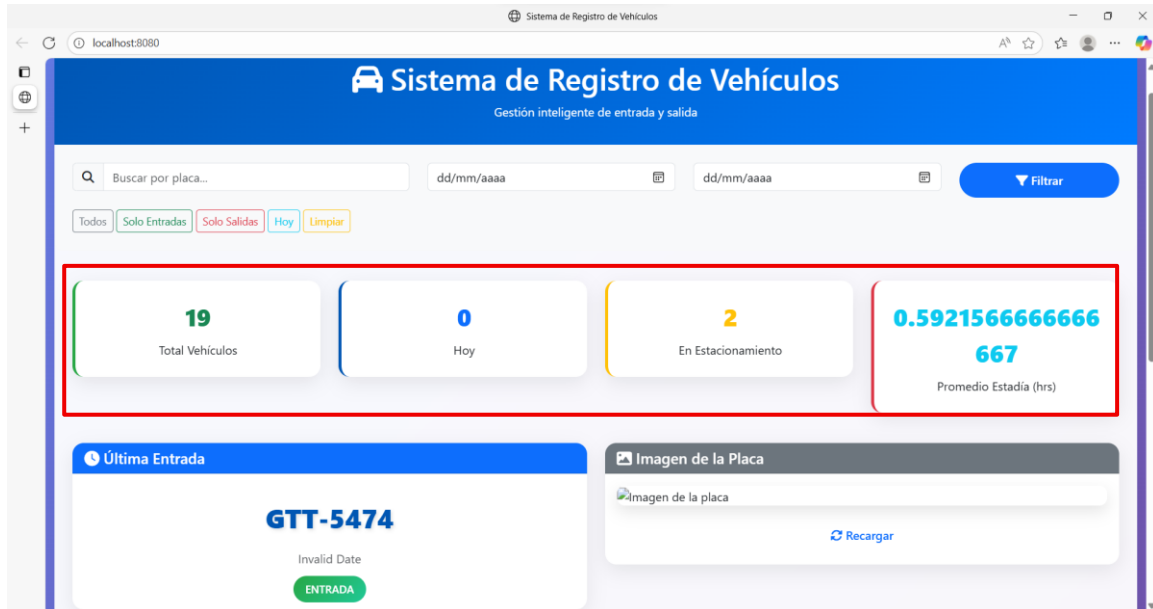 Sistema de Registro de Vehículos
localhost:8080
Sistema de Registro de Vehículos
Gestión inteligente de entrada y salida
Buscar por placa...
dd/mm/aaaa
dd/mm/aaaa
Filtrar
Todos
Solo Entradas
Solo Salidas
Hoy
Limpiar
19
Total Vehículos
0
Hoy
2
En Estacionamiento
0.5921566666666
667
Promedio Estadía (hrs)
Última Entrada
GTT-5474
Invalid Date
ENTRADA
Imagen de la Placa
Imagen de la placa
Recargar